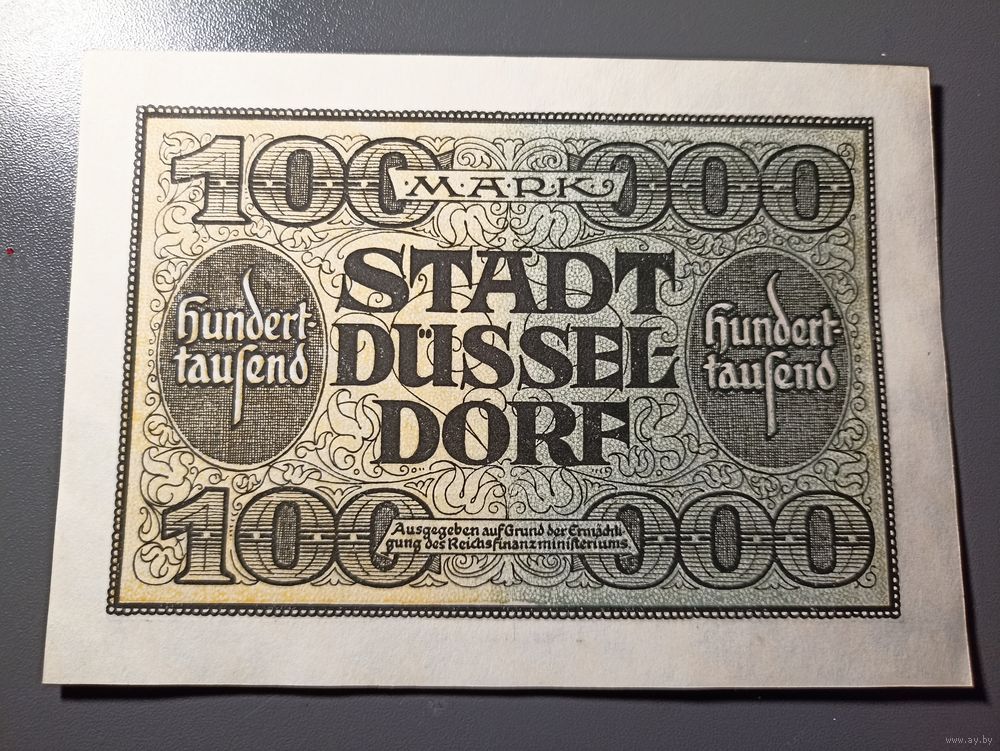 100 000
MARK
STADT
DÜSSEL-
DORF
hundert-
tauſend
hundert-
tauſend
100 000
Ausgegeben auf Grund der Ermächti-
gung des Reichsfinanzminiſteriums.
www.ay.by